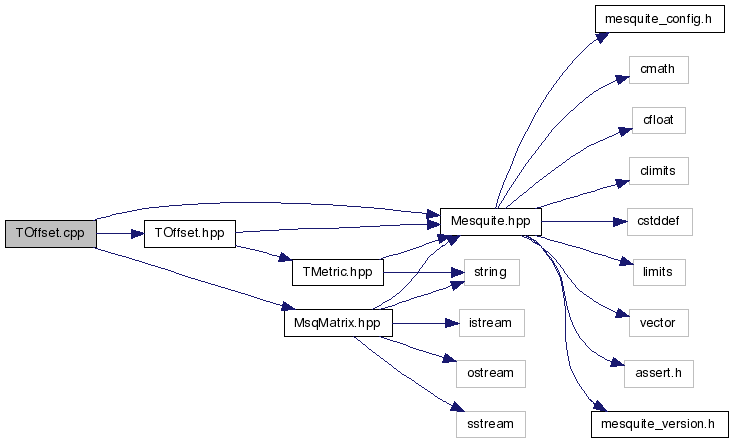 mesquite_config.h
cmath
cfloat
climits
Mesquite.hpp
cstddef
TOffset.cpp
TOffset.hpp
TMetric.hpp
string
limits
MsqMatrix.hpp
istream
vector
ostream
assert.h
sstream
mesquite_version.h